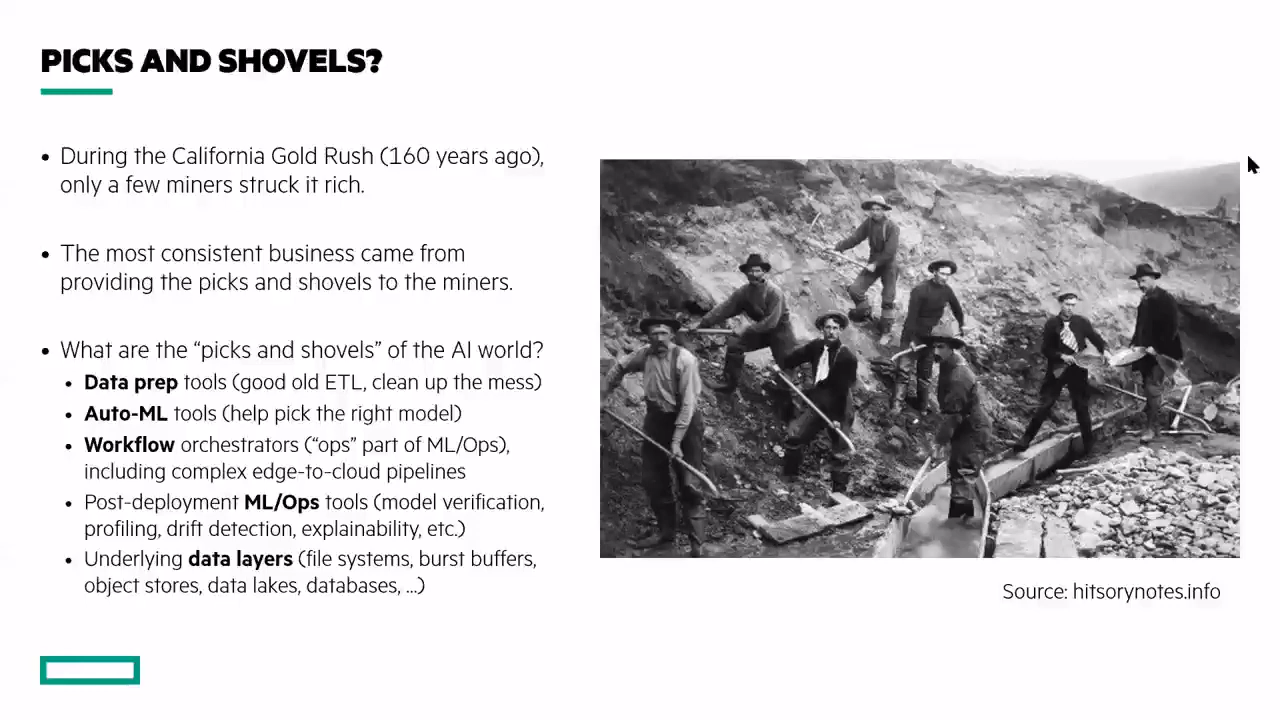 PICKS AND SHOVELS?
• During the California Gold Rush (160 years ago),
only a few miners struck it rich.
• The most consistent business came from
providing the picks and shovels to the miners.
• What are the “picks and shovels” of the AI world?
• Data prep tools (good old ETL, clean up the mess)
• Auto-ML tools (help pick the right model)
• Workflow orchestrators (“ops” part of ML/Ops),
including complex edge-to-cloud pipelines
• Post-deployment ML/Ops tools (model verification,
profiling, drift detection, explainability, etc.)
• Underlying data layers (file systems, burst buffers,
object stores, data lakes, databases, ...)
Source: hitsorynotes.info